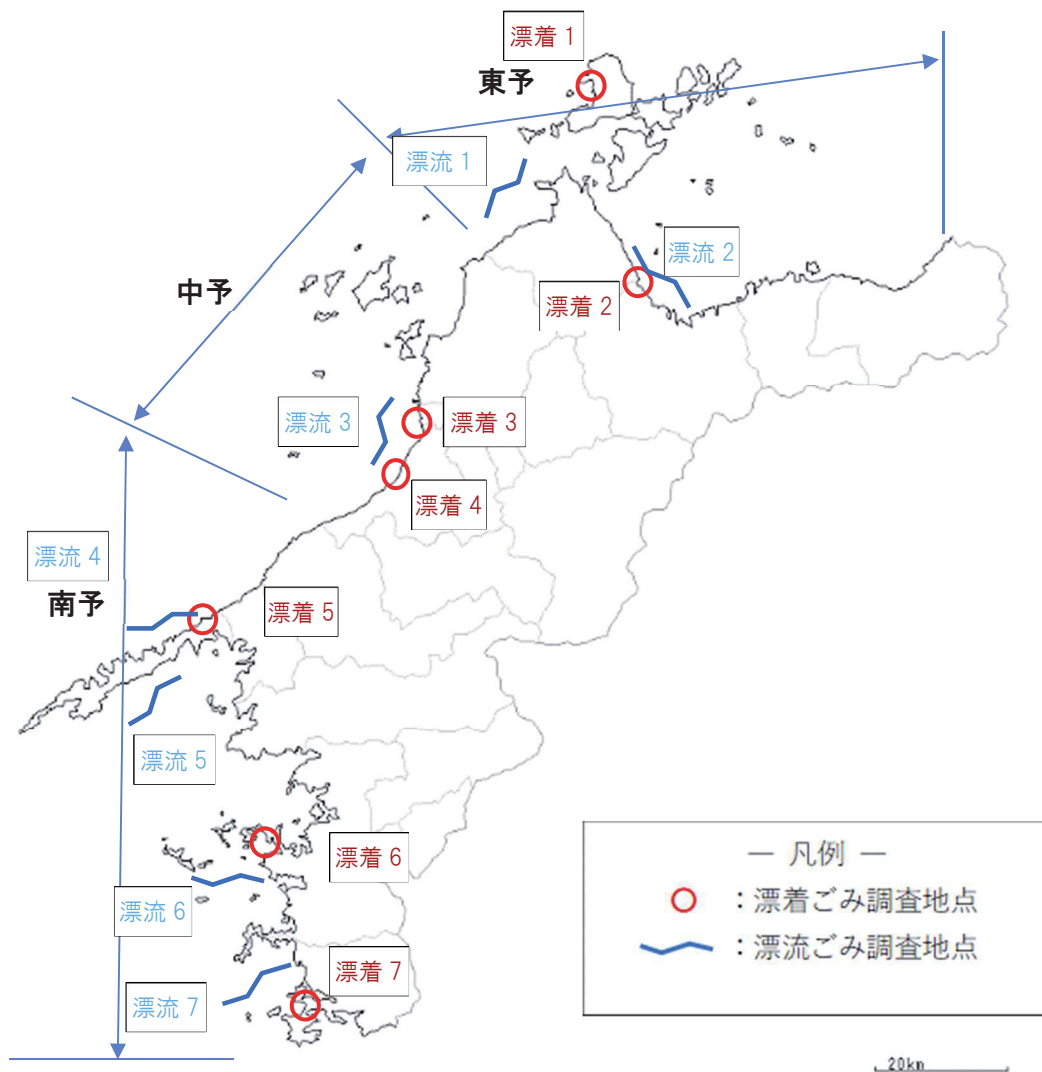 漂着 1
東予
漂流 1
漂流 2
中予
漂着 2
漂流 3
漂着 3
漂着 4
漂流 4
南予
漂着 5
漂流 5
漂着 6
漂流 6
漂着 7
漂流 7
― 凡例 ―
：漂着ごみ調査地点
：漂流ごみ調査地点
20km